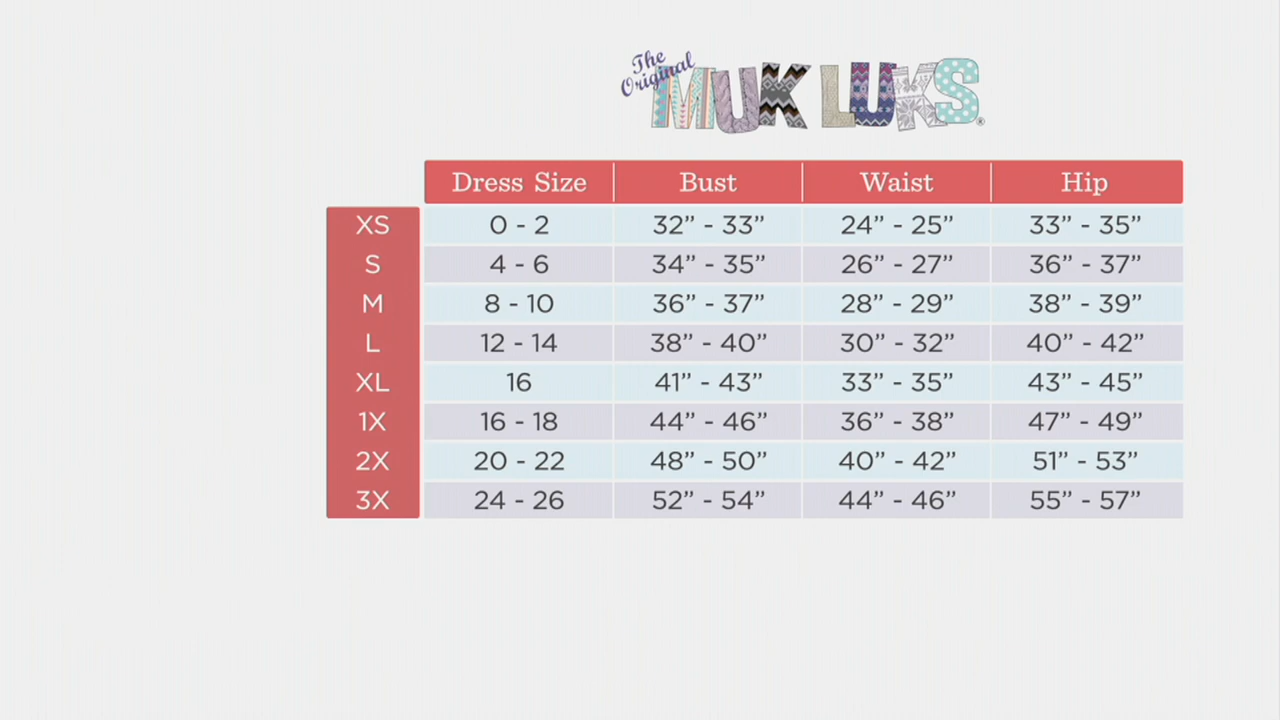 The
Original
MUK LUKS®
Dress Size Bust Waist Hip
XS 0 - 2 32” - 33” 24” - 25” 33” - 35”
S 4 - 6 34” - 35” 26” - 27” 36” - 37”
M 8 - 10 36” - 37” 28” - 29” 38” - 39”
L 12 - 14 38” - 40” 30” - 32” 40” - 42”
XL 16 41” - 43” 33” - 35” 43” - 45”
1X 16 - 18 44” - 46” 36” - 38” 47” - 49”
2X 20 - 22 48” - 50” 40” - 42” 51” - 53”
3X 24 - 26 52” - 54” 44” - 46” 55” - 57”